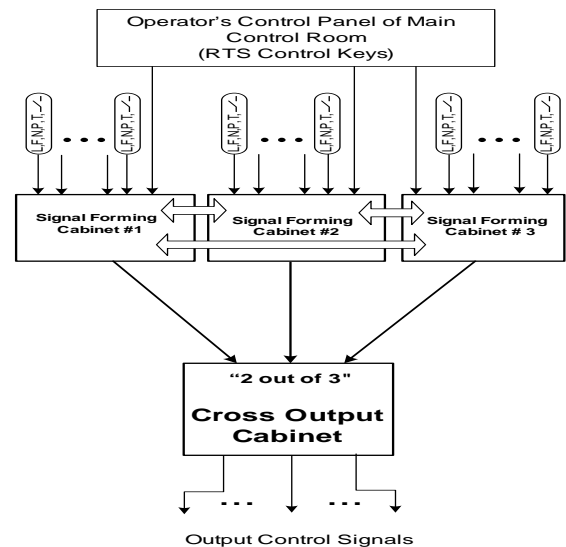 Operator's Control Panel of Main
Control Room
(RTS Control Keys)
L,F,N,P,T,-/-
L,F,N,P,T,-/-
L,F,N,P,T,-/-
L,F,N,P,T,-/-
L,F,N,P,T,-/-
L,F,N,P,T,-/-
Signal Forming
Cabinet #1
Signal Forming
Cabinet #2
Signal Forming
Cabinet # 3
“2 out of 3"
Cross Output
Cabinet
Output Control Signals